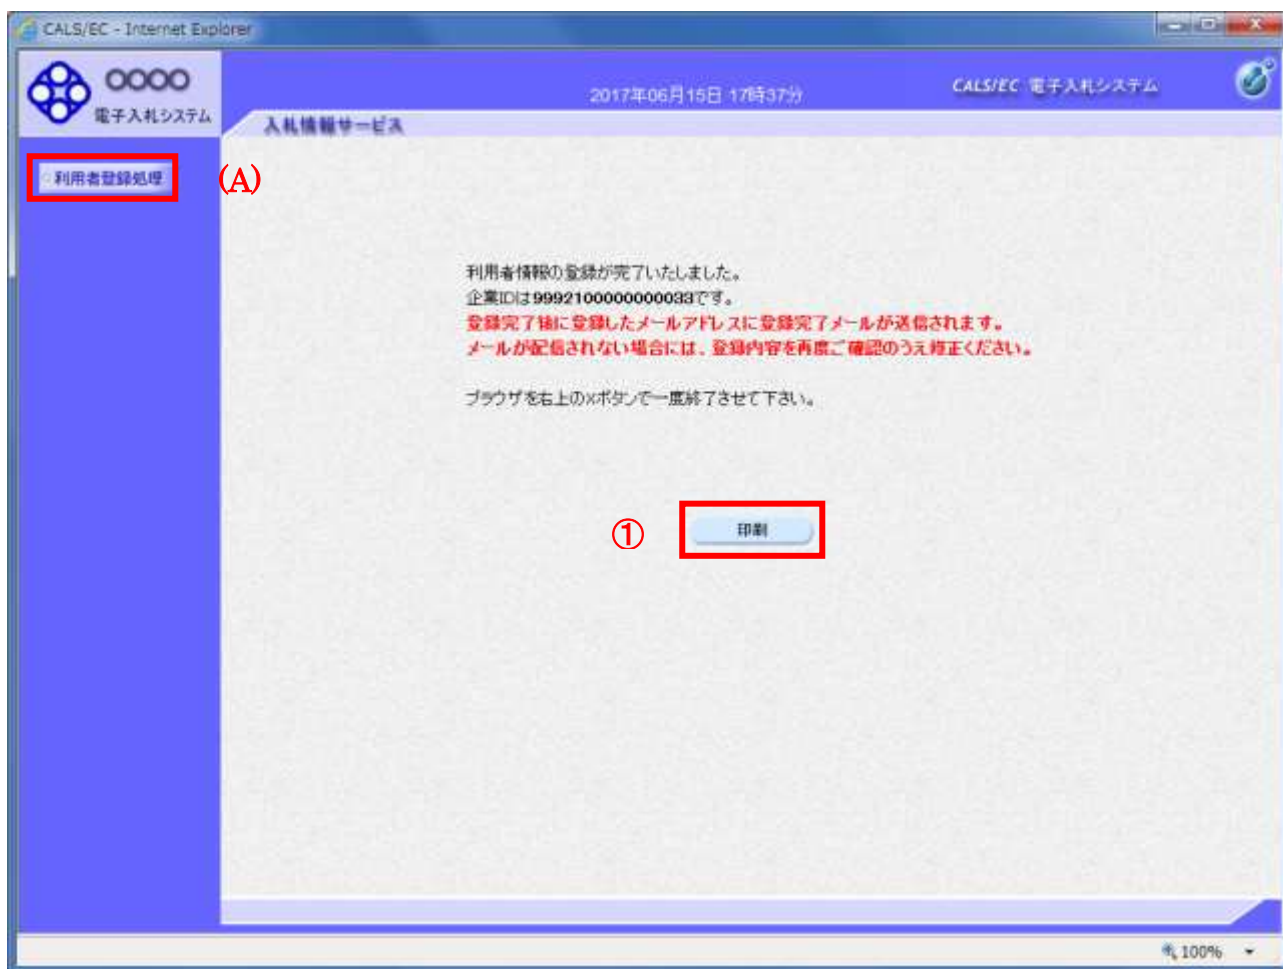 CALS/EC - Internet Explorer
○○○○
電子入札システム
2017年06月15日 17時37分
CALS/EC 電子入札システム
入札情報サービス
利用者登録処理
(A)
利用者情報の登録が完了いたしました。
企業IDは9992100000000033です。
登録完了後に登録したメールアドレスに登録完了メールが送信されます。
メールが配信されない場合には、登録内容を再度ご確認のうえ修正ください。
ブラウザを右上の×ボタンで一度終了させて下さい。
① 印刷
100%